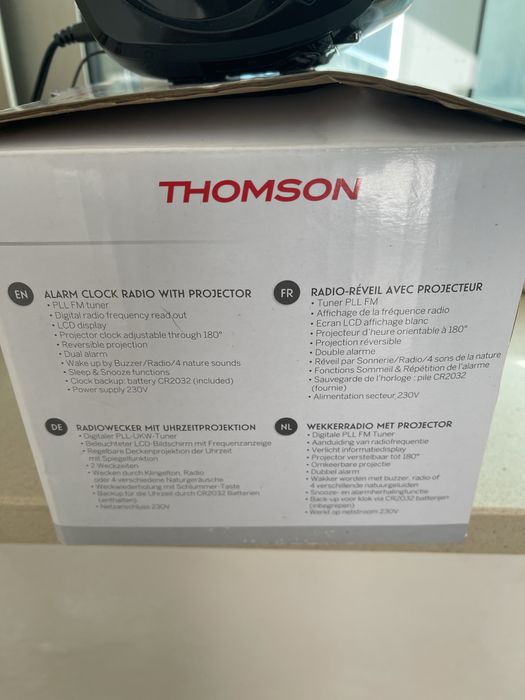 THOMSON
EN
ALARM CLOCK RADIO WITH PROJECTOR
• PLL FM tuner
• Digital radio frequency read out
• LCD display
• Projector clock adjustable through 180°
• Reversible projection
• Dual alarm
• Wake up by Buzzer/Radio/4 nature sounds
• Sleep & Snooze functions
• Clock backup: battery CR2032 (included)
• Power supply 230V
FR
RADIO-RÉVEIL AVEC PROJECTEUR
• Tuner PLL FM
• Affichage de la fréquence radio
• Ecran LCD affichage blanc
• Projecteur d'heure orientable à 180°
• Projection réversible
• Double alarme
• Réveil par Sonnerie/Radio/4 sons de la nature
• Fonctions Sommeil & Répétition de l'alarme
• Sauvegarde de l'horloge : pile CR2032
(fournie)
• Alimentation secteur 230V
DE
RADIOWECKER MIT UHRZEITPROJEKTION
• Digitaler PLL-UKW-Tuner
• Beleuchteter LCD-Bildschirm mit Frequenzanzeige
• Regelbare Deckenprojektion der Uhrzeit
mit Spiegelfunktion
• 2 Weckzeiten
• Wecken durch Klingelton, Radio
oder 4 verschiedene Naturgeräusche
• Weckwiederholung mit Schlummer-Taste
• Backup für die Uhrzeit durch CR2032 Batterien
(enthalten)
• Netzanschluss 230V
NL
WEKKERRADIO MET PROJECTOR
• Digitale PLL FM Tuner
• Aanduiding van radiofrequentie
• Verlicht informatiedisplay
• Projector verstelbaar tot 180°
• Omkeerbare projectie
• Dubbel alarm
• Wakker worden met buzzer, radio of
4 verschillende natuurgeluiden
• Snooze- en alarmherhalingfunctie
• Back-up voor klok via CR2032 batterijen
(inbegrepen)
• Werkt op netstroom 230V